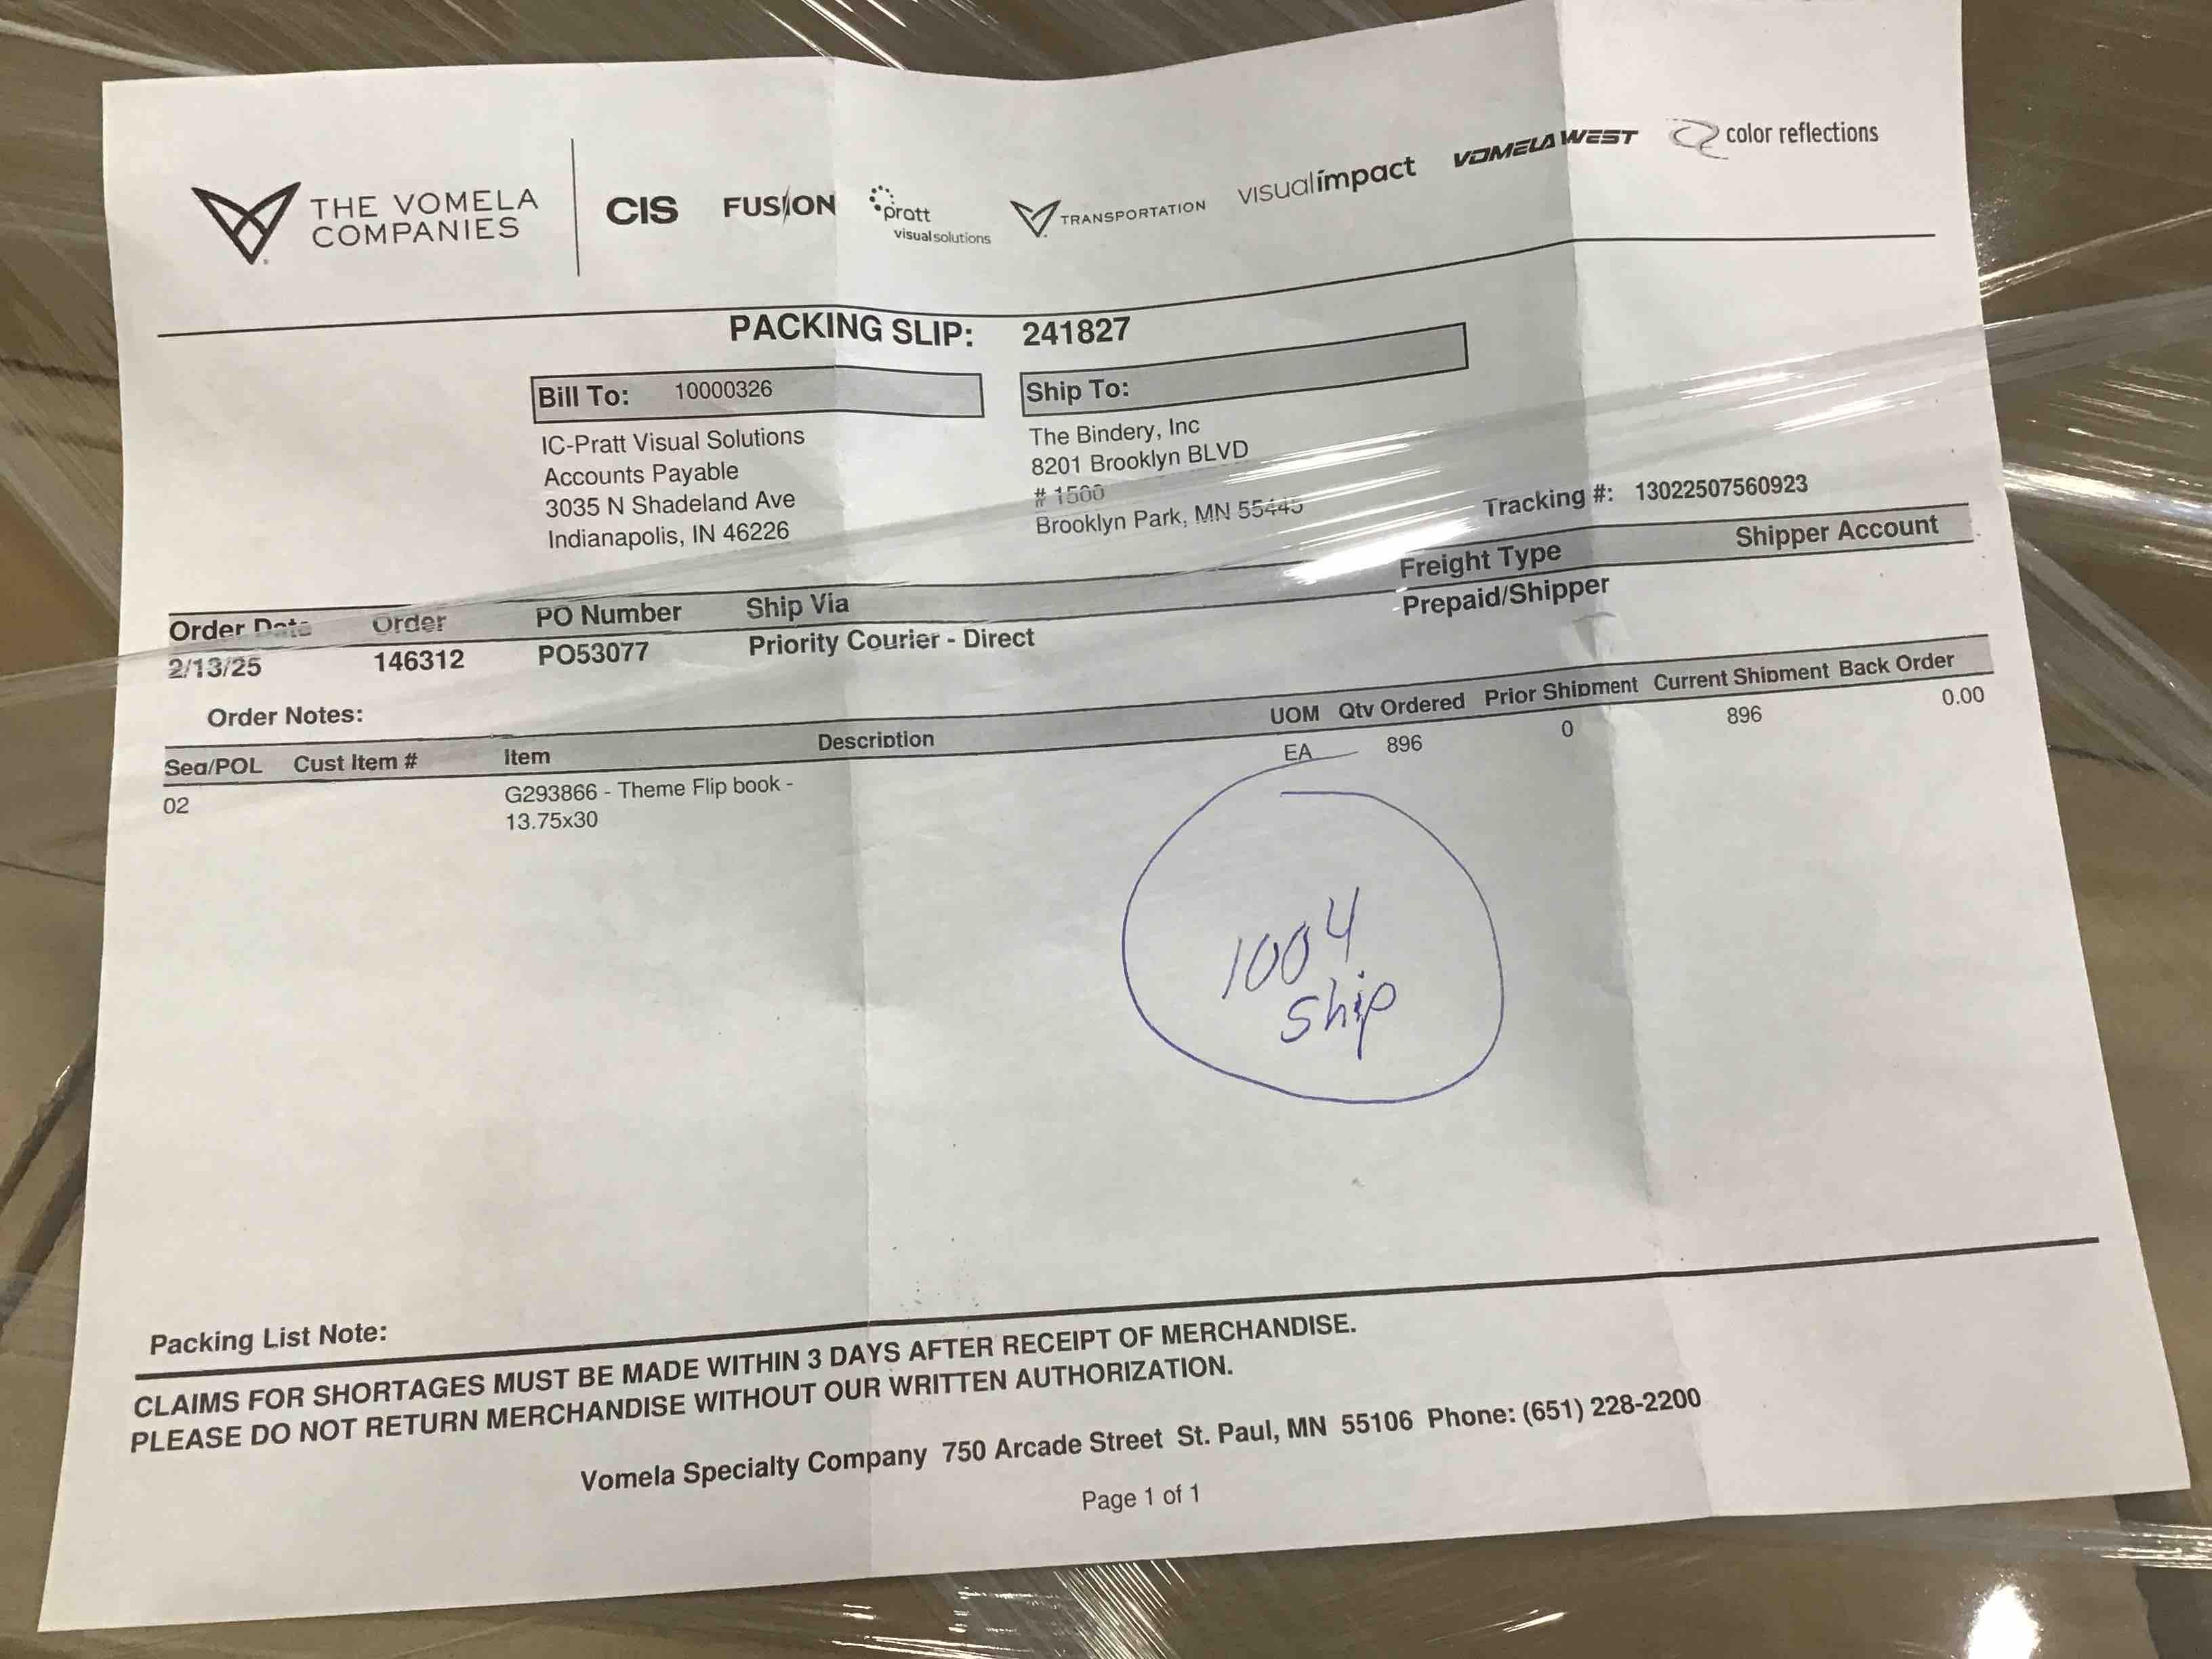 THE VOMELA
COMPANIES
CIS
FUSION
pratt
visualsolutions
TRANSPORTATION
visualimpact
VOMELA WEST
color reflections
PACKING SLIP: 241827
Bill To: 10000326
IC-Pratt Visual Solutions
Accounts Payable
3035 N Shadeland Ave
Indianapolis, IN 46226
Ship To:
The Bindery, Inc
8201 Brooklyn BLVD
# 1500
Brooklyn Park, MN 55445
Tracking #: 13022507560923
Order Date Order PO Number Ship Via Freight Type Shipper Account
2/13/25 146312 PO53077 Priority Courier - Direct Prepaid/Shipper
Order Notes:
Seq/POL Cust Item # Item Description UOM Qty Ordered Prior Shipment Current Shipment Back Order
02 G293866 - Theme Flip book - EA 896 0 896 0.00
13.75x30
1004
Ship
Packing List Note:
CLAIMS FOR SHORTAGES MUST BE MADE WITHIN 3 DAYS AFTER RECEIPT OF MERCHANDISE.
PLEASE DO NOT RETURN MERCHANDISE WITHOUT OUR WRITTEN AUTHORIZATION.
Vomela Specialty Company 750 Arcade Street St. Paul, MN 55106 Phone: (651) 228-2200
Page 1 of 1